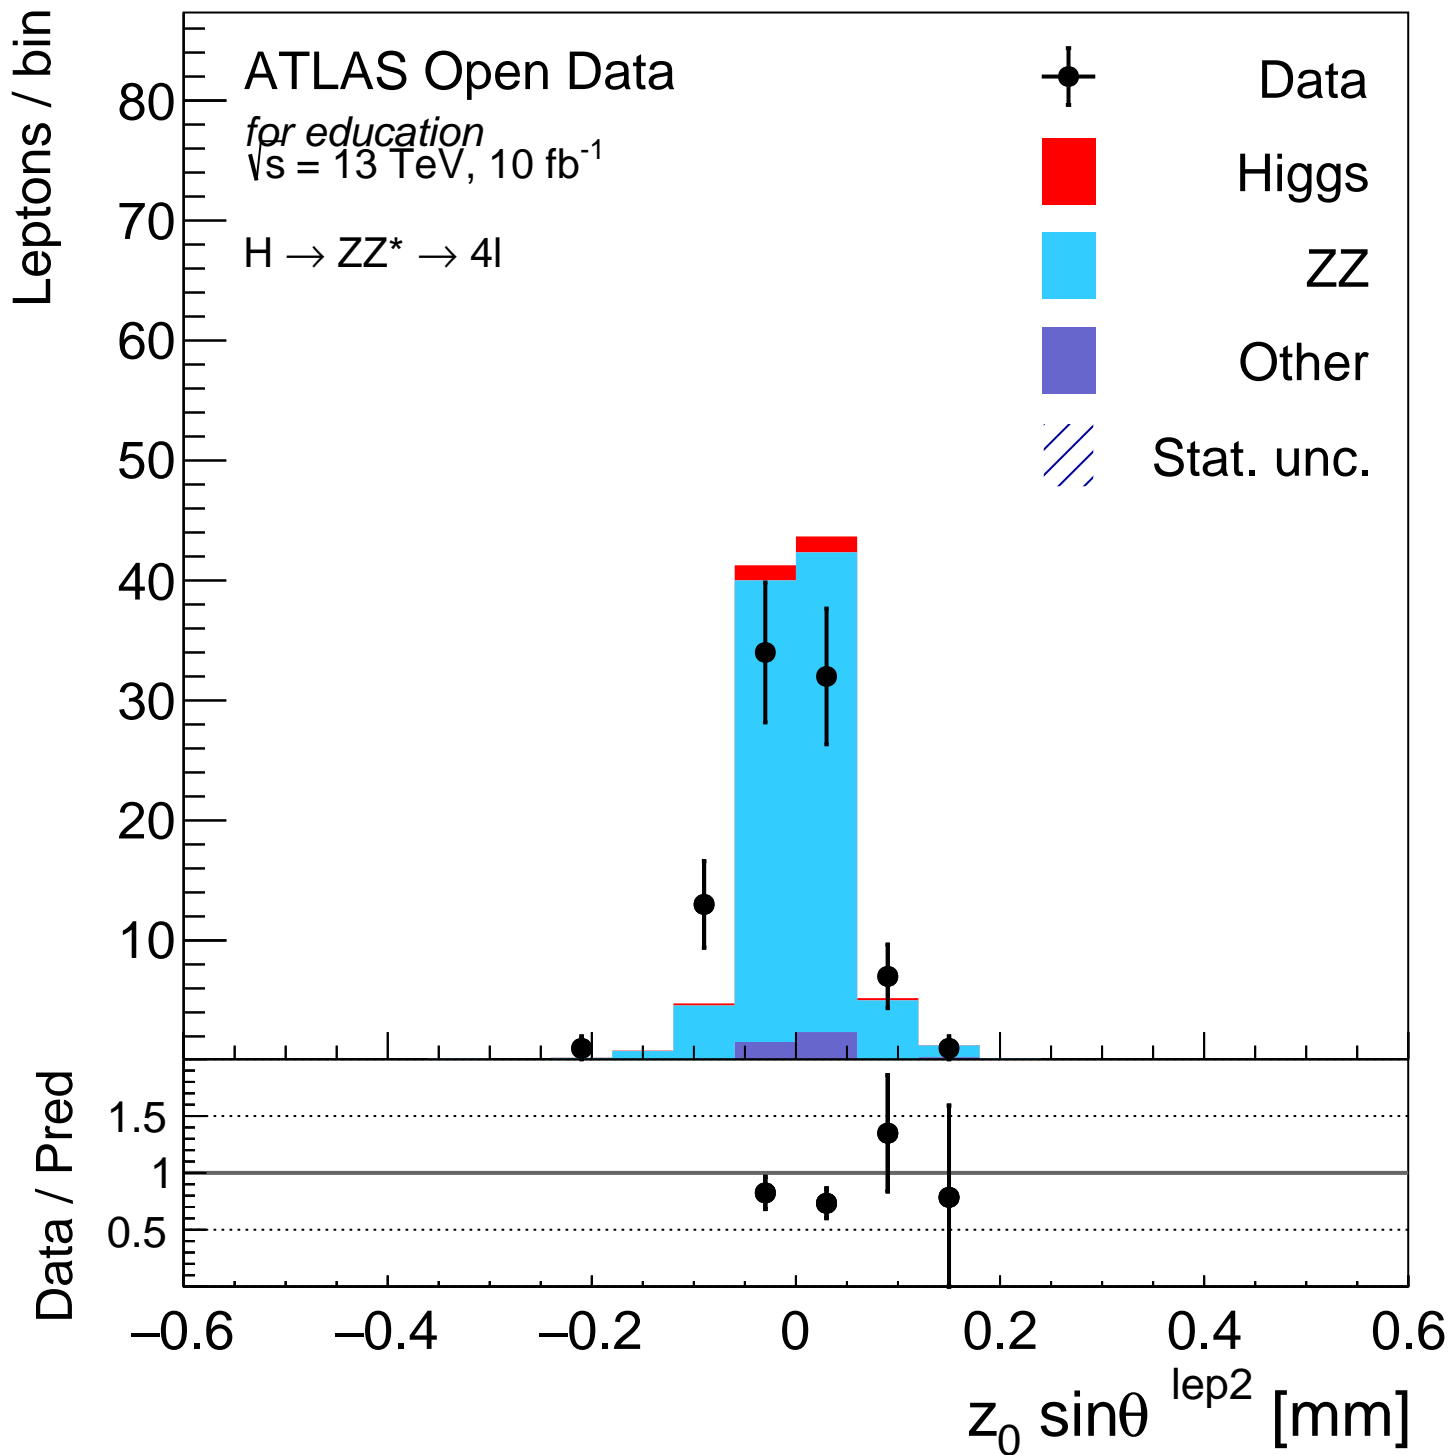 Leptons / bin
80
70
60
50
40
30
20
10
ATLAS Open Data
for education
√s = 13 TeV, 10 fb⁻¹
H → ZZ* → 4l
Data
Higgs
ZZ
Other
Stat. unc.
Data / Pred
1.5
1
0.5
−0.6 −0.4 −0.2 0 0.2 0.4 0.6
z₀ sinθ ˡᵉᵖ² [mm]